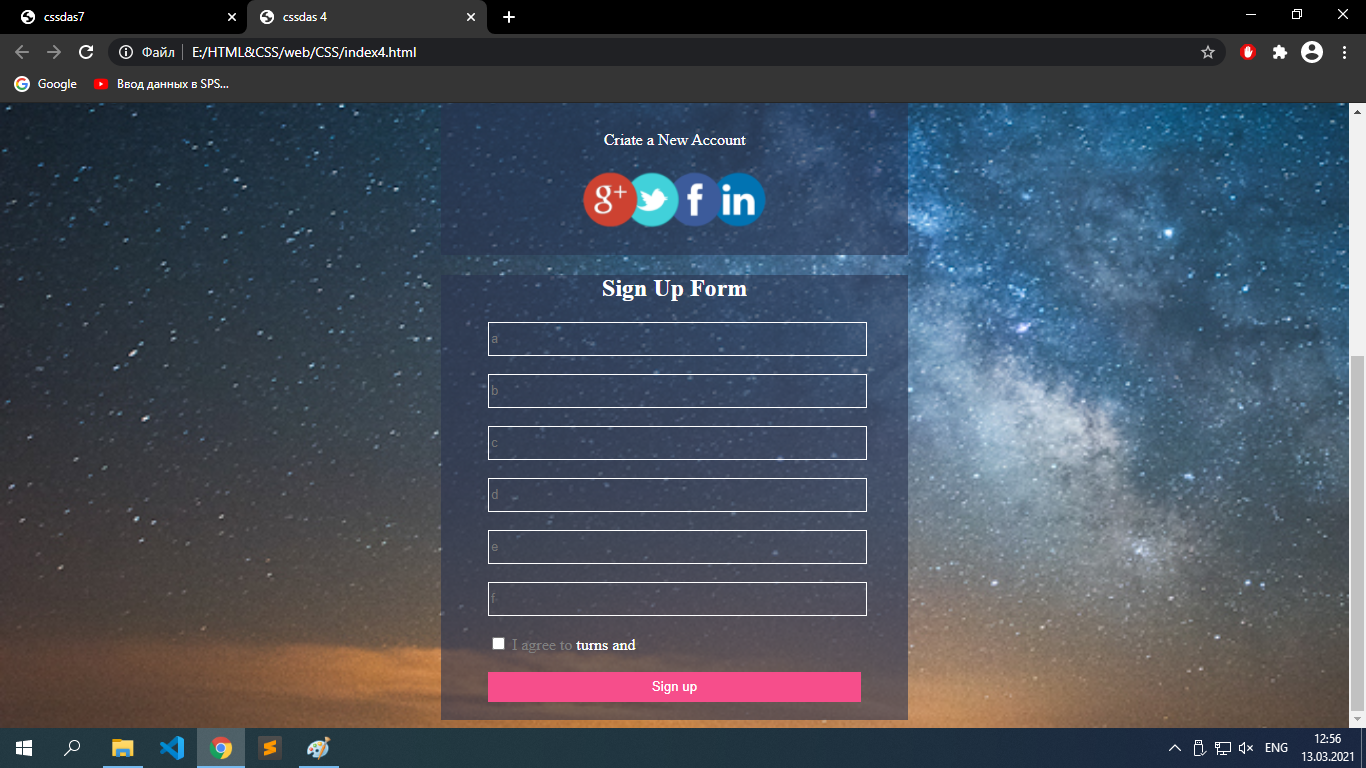 cssdas7
cssdas 4
Файл E:/HTML&CSS/web/CSS/index4.html
Google Ввод данных в SPS...
Criate a New Account
g+ f in
Sign Up Form
a
b
c
d
e
f
I agree to turns and
Sign up
ENG 12:56
13.03.2021